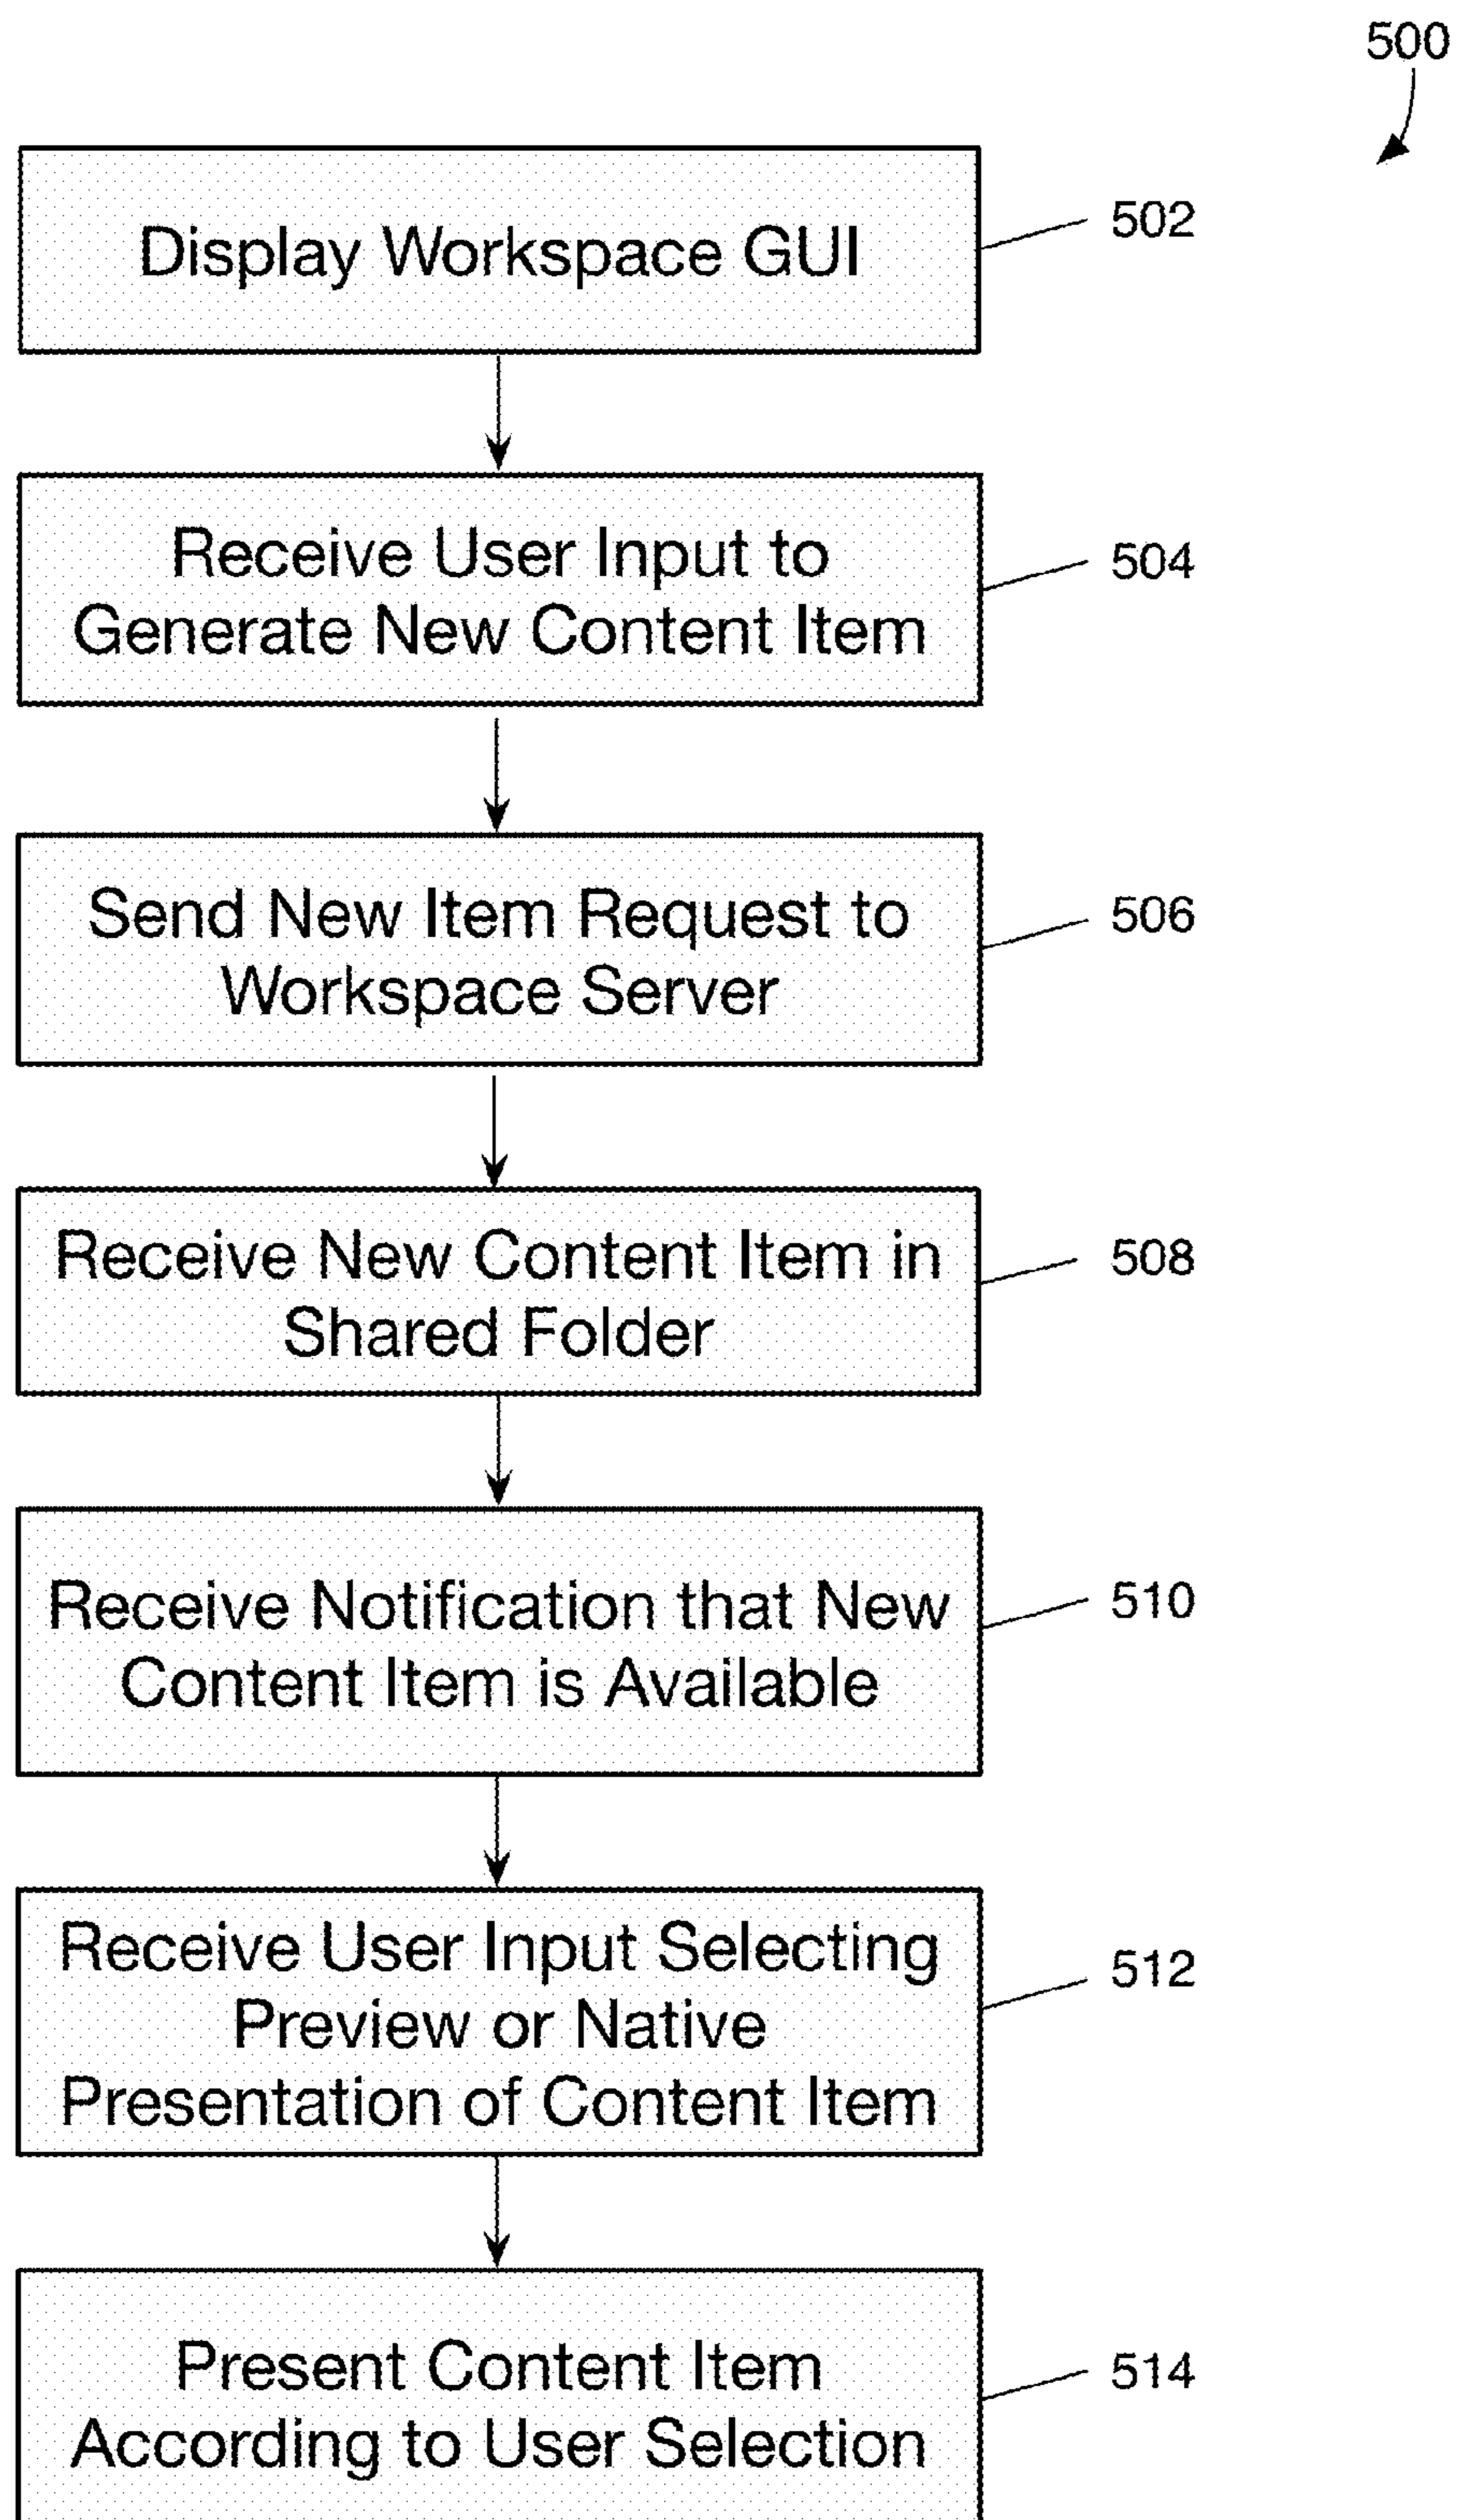 500
Display Workspace GUI
502
Receive User Input to
Generate New Content Item
504
Send New Item Request to
Workspace Server
506
Receive New Content Item in
Shared Folder
508
Receive Notification that New
Content Item is Available
510
Receive User Input Selecting
Preview or Native
Presentation of Content Item
512
Present Content Item
According to User Selection
514